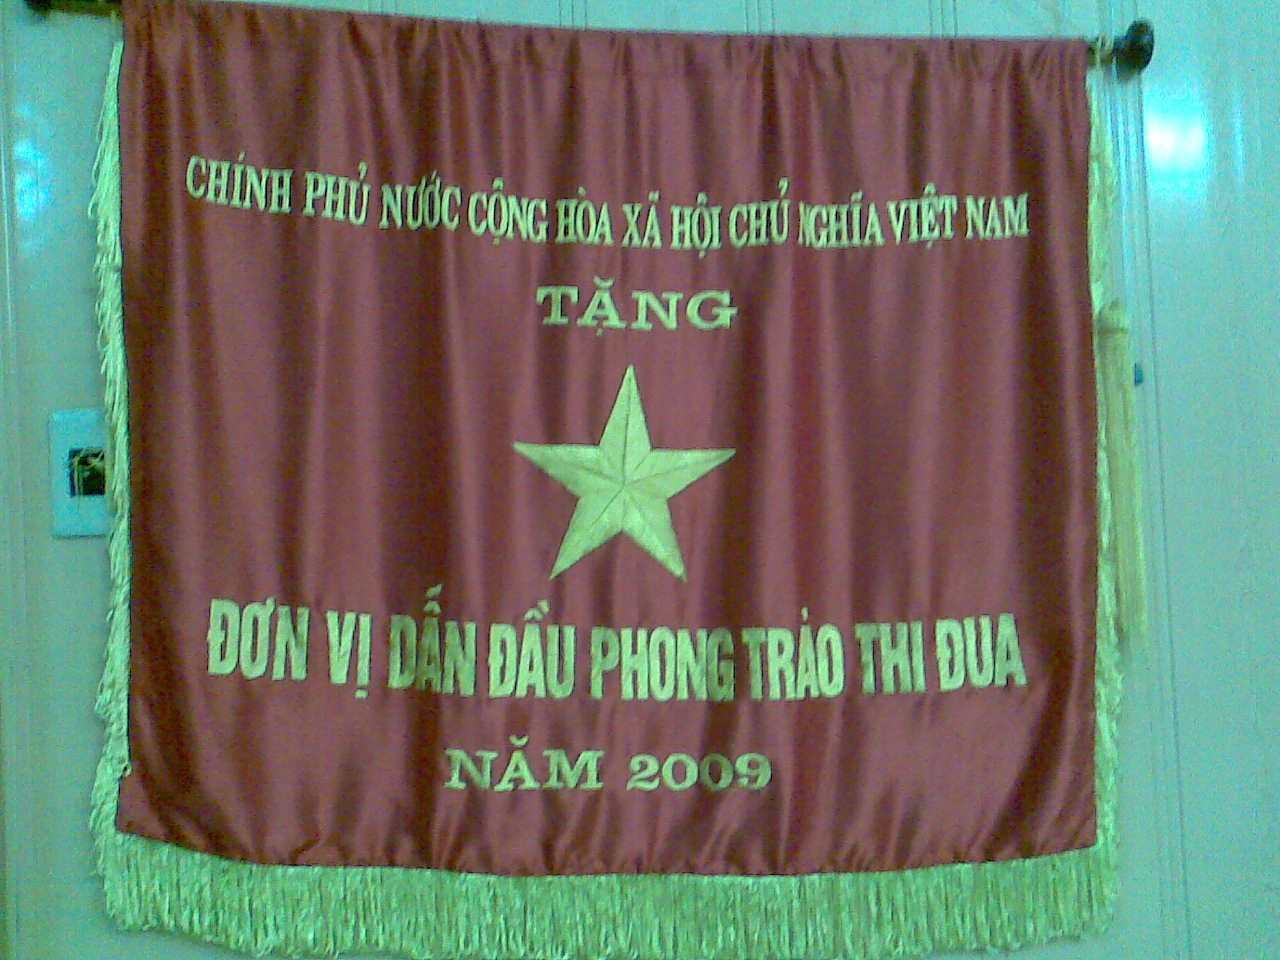 CHÍNH PHỦ NƯỚC CỘNG HÒA XÃ HỘI CHỦ NGHĨA VIỆT NAM
TẶNG
ĐƠN VỊ DẪN ĐẦU PHONG TRÀO THI ĐUA
NĂM 2009